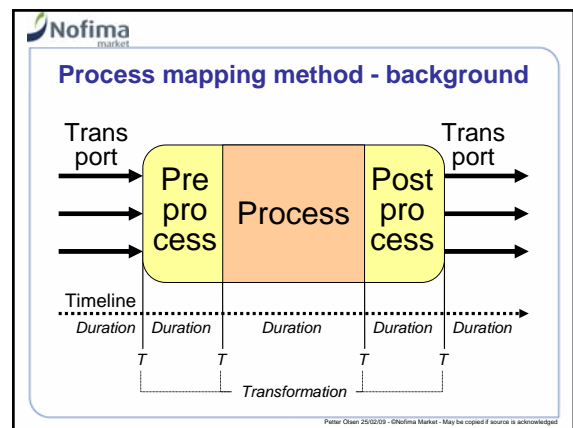 Nofima
market
Process mapping method - background
Trans
port
Trans
port
Pre
pro
cess
Process
Post
pro
cess
Timeline
Duration Duration Duration Duration Duration
T T T T
Transformation
Petter Olsen 25/02/09 - ©Nofima Market - May be copied if source is acknowledged